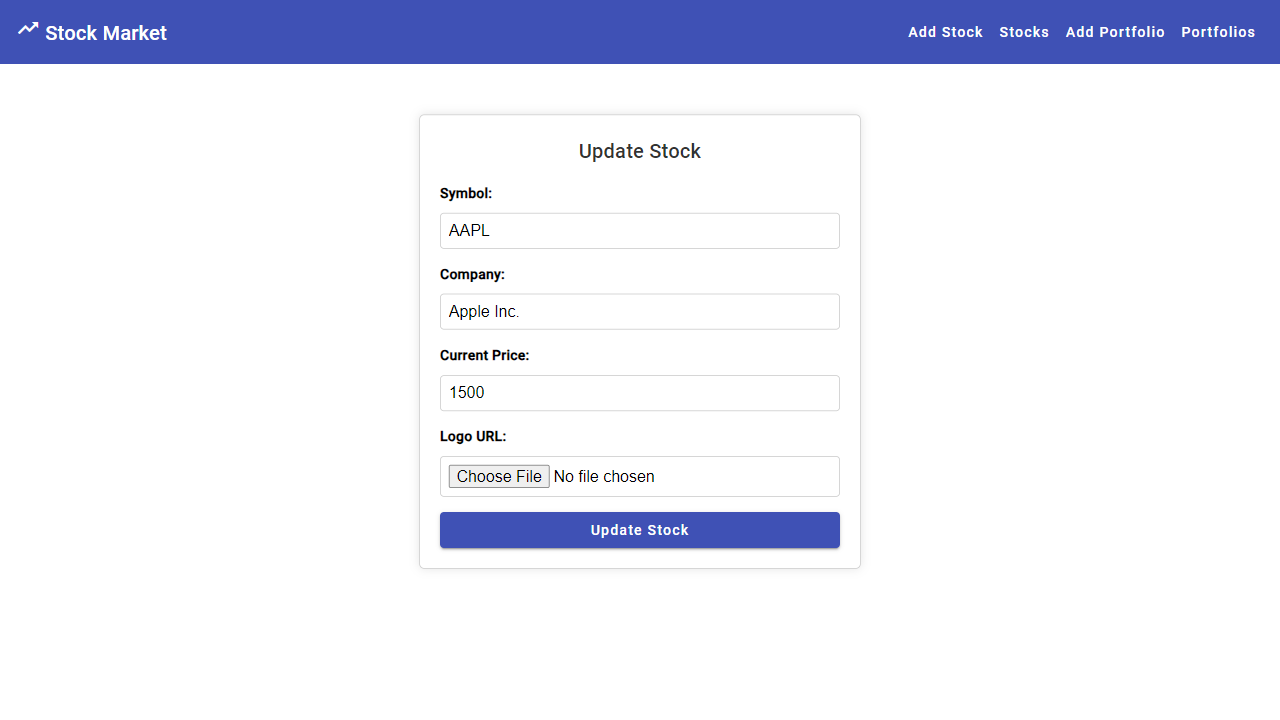 Stock Market
Add Stock Stocks Add Portfolio Portfolios
Update Stock
Symbol:
AAPL
Company:
Apple Inc.
Current Price:
1500
Logo URL:
Choose File No file chosen
Update Stock